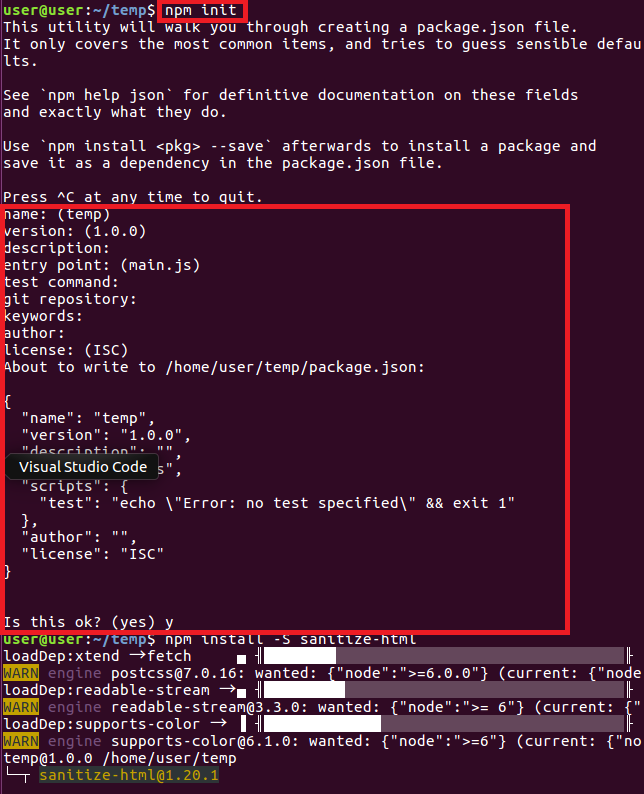 user@user:~/temp$ npm init
This utility will walk you through creating a package.json file.
It only covers the most common items, and tries to guess sensible defau
lts.
See `npm help json` for definitive documentation on these fields
and exactly what they do.
Use `npm install <pkg> --save` afterwards to install a package and
save it as a dependency in the package.json file.
Press ^C at any time to quit.
name: (temp)
version: (1.0.0)
description:
entry point: (main.js)
test command:
git repository:
keywords:
author:
license: (ISC)
About to write to /home/user/temp/package.json:
{
  "name": "temp",
  "version": "1.0.0",
  "description": "",
Visual Studio Code s",
  "scripts": {
    "test": "echo \"Error: no test specified\" && exit 1"
  },
  "author": "",
  "license": "ISC"
}
Is this ok? (yes) y
user@user:~/temp$ npm install -S sanitize-html
loadDep:xtend → fetch
WARN engine postcss@7.0.16: wanted: {"node":">=6.0.0"} (current: {"node
loadDep:readable-stream →
WARN engine readable-stream@3.3.0: wanted: {"node":">= 6"} (current: {"
loadDep:supports-color →
WARN engine supports-color@6.1.0: wanted: {"node":">=6"} (current: {"no
temp@1.0.0 /home/user/temp
└─┬ sanitize-html@1.20.1